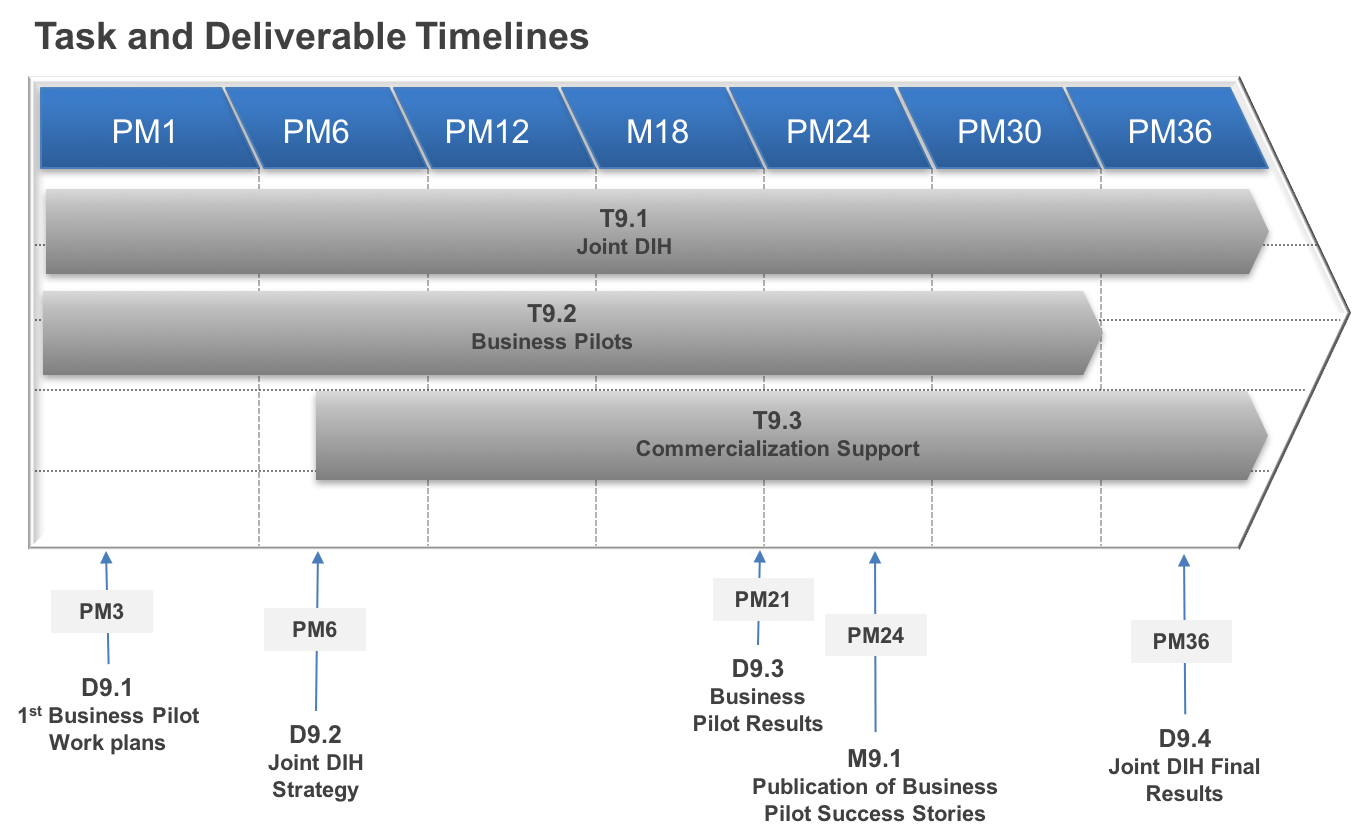 Task and Deliverable Timelines
PM1
PM6
PM12
M18
PM24
PM30
PM36
T9.1
Joint DIH
T9.2
Business Pilots
T9.3
Commercialization Support
PM3
D9.1
1st Business Pilot
Work plans
PM6
D9.2
Joint DIH
Strategy
PM21
D9.3
Business
Pilot Results
PM24
M9.1
Publication of Business
Pilot Success Stories
PM36
D9.4
Joint DIH Final
Results